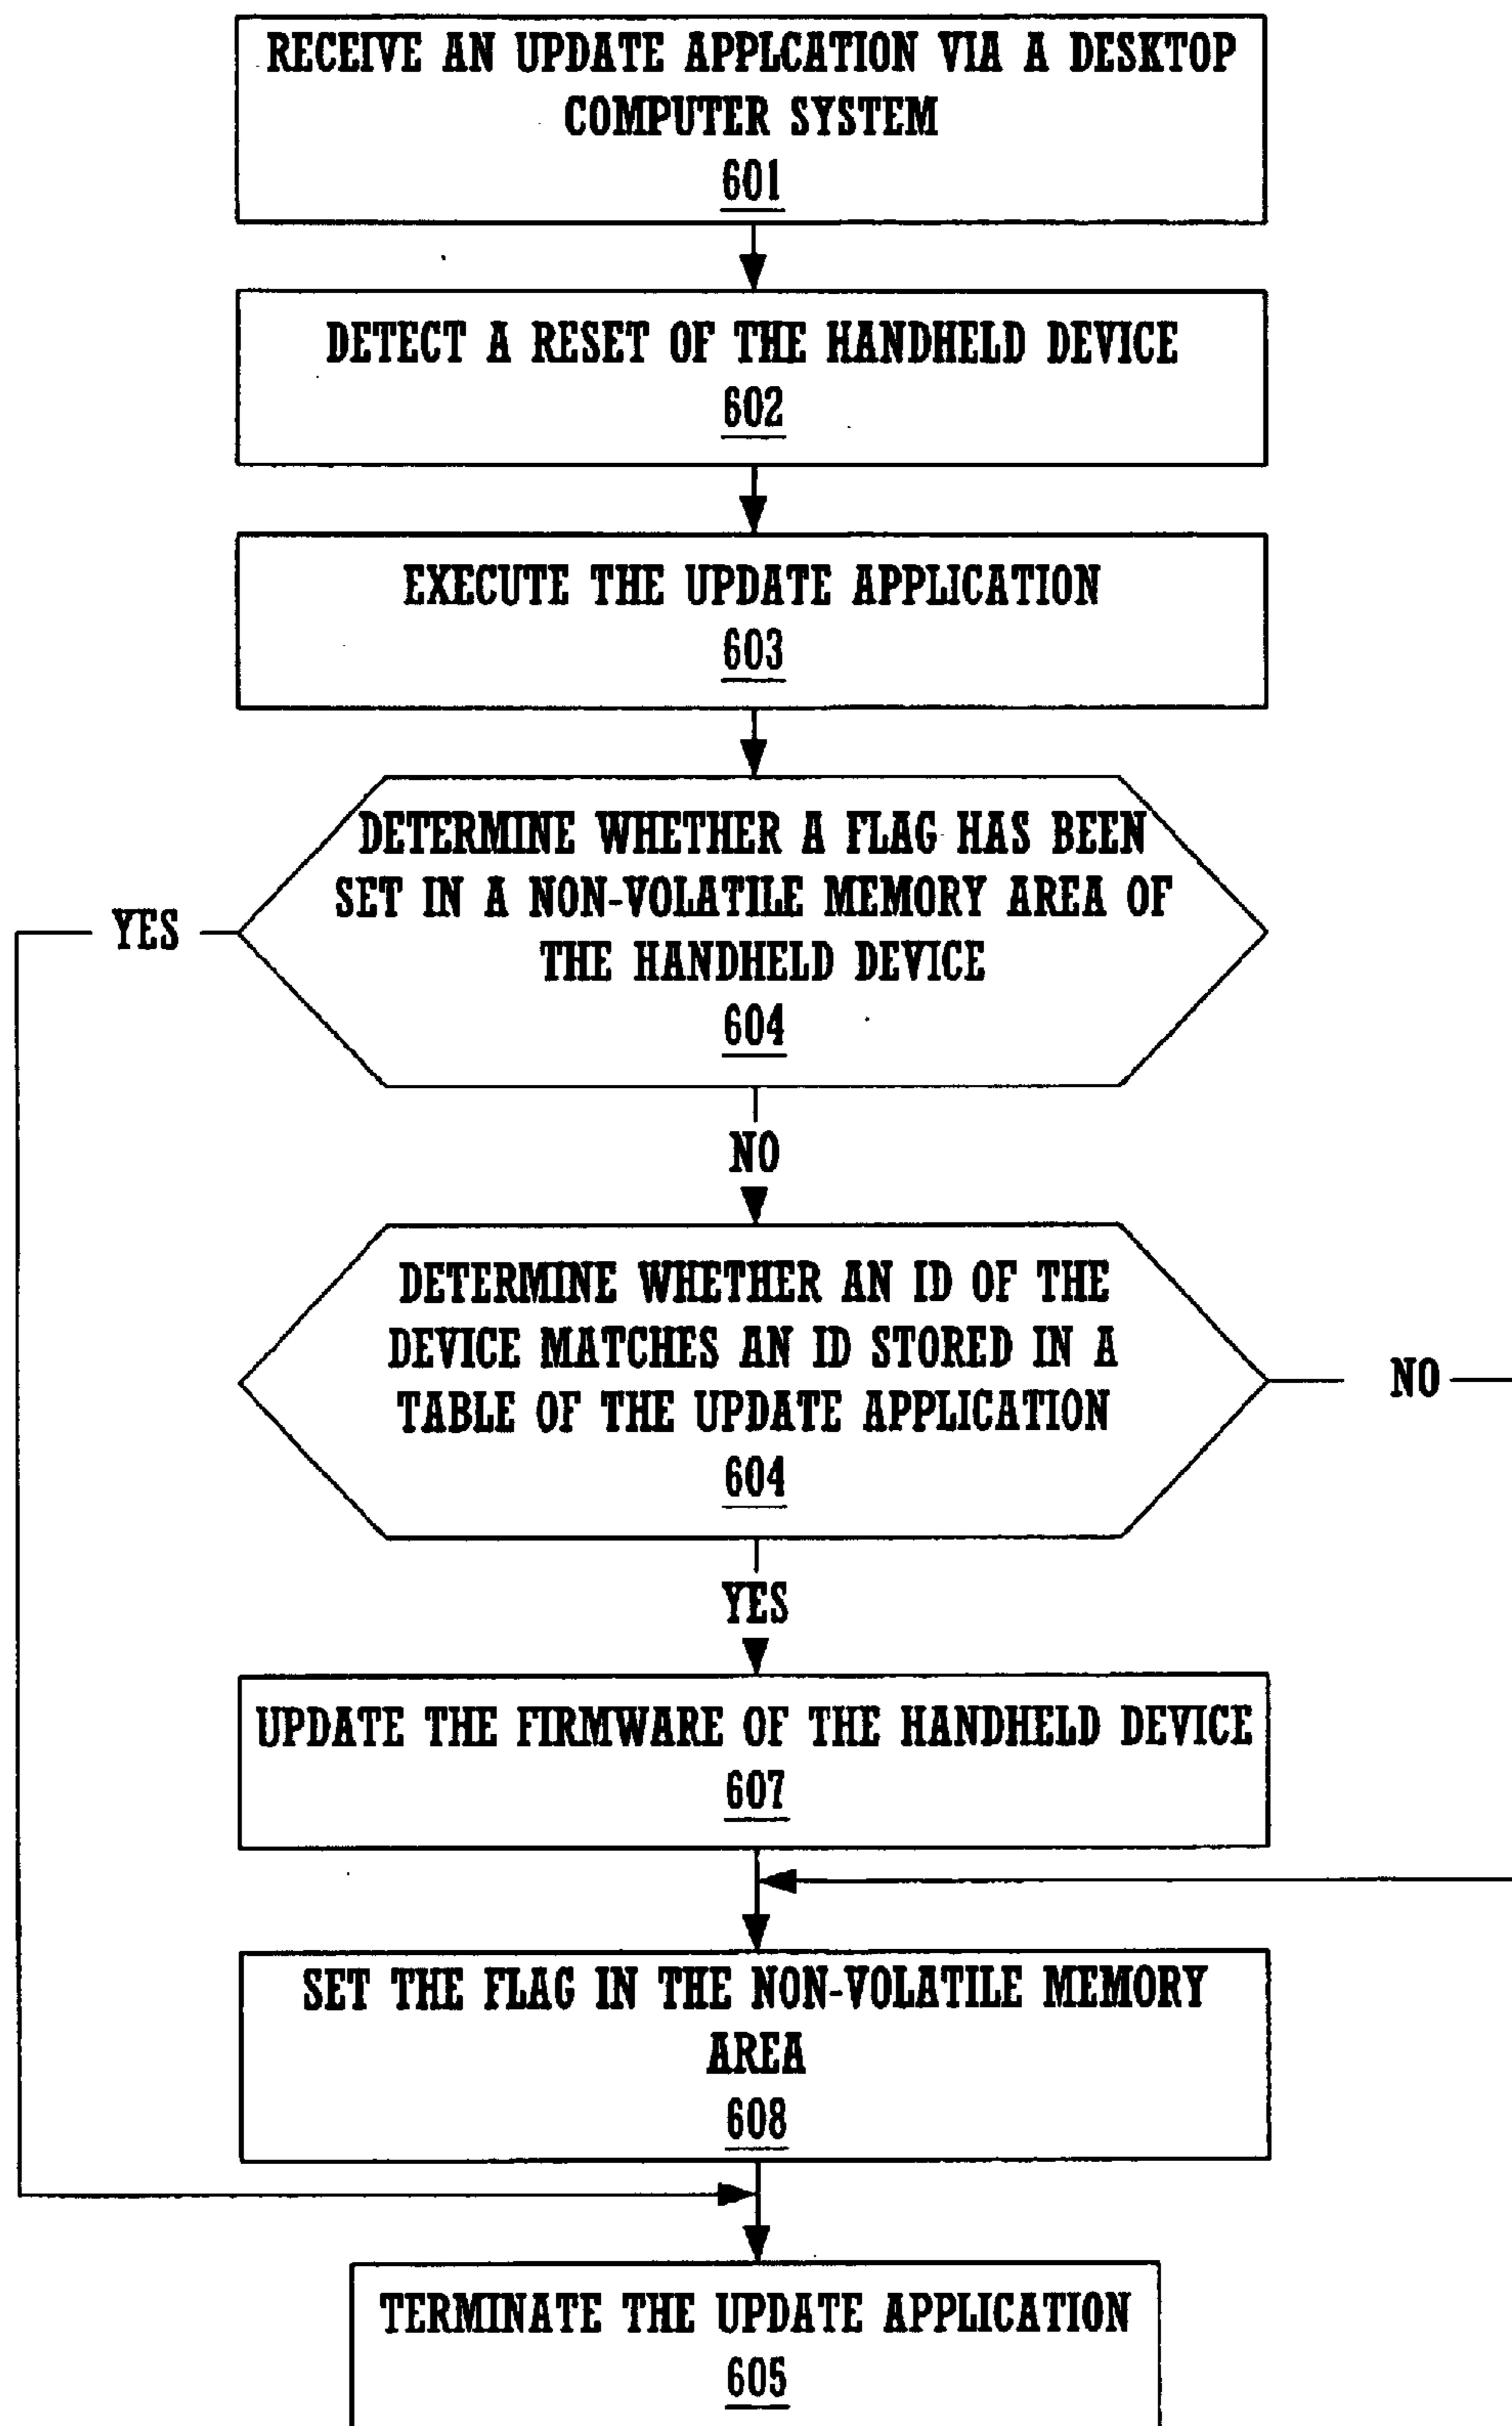 RECEIVE AN UPDATE APPLCATION VIA A DESKTOP
COMPUTER SYSTEM
601
DETECT A RESET OF THE HANDHELD DEVICE
602
EXECUTE THE UPDATE APPLICATION
603
DETERMINE WHETHER A FLAG HAS BEEN
SET IN A NON-VOLATILE MEMORY AREA OF
THE HANDHELD DEVICE
604
YES
NO
DETERMINE WHETHER AN ID OF THE
DEVICE MATCHES AN ID STORED IN A
TABLE OF THE UPDATE APPLICATION
604
NO
YES
UPDATE THE FIRMWARE OF THE HANDHELD DEVICE
607
SET THE FLAG IN THE NON-VOLATILE MEMORY
AREA
608
TERMINATE THE UPDATE APPLICATION
605